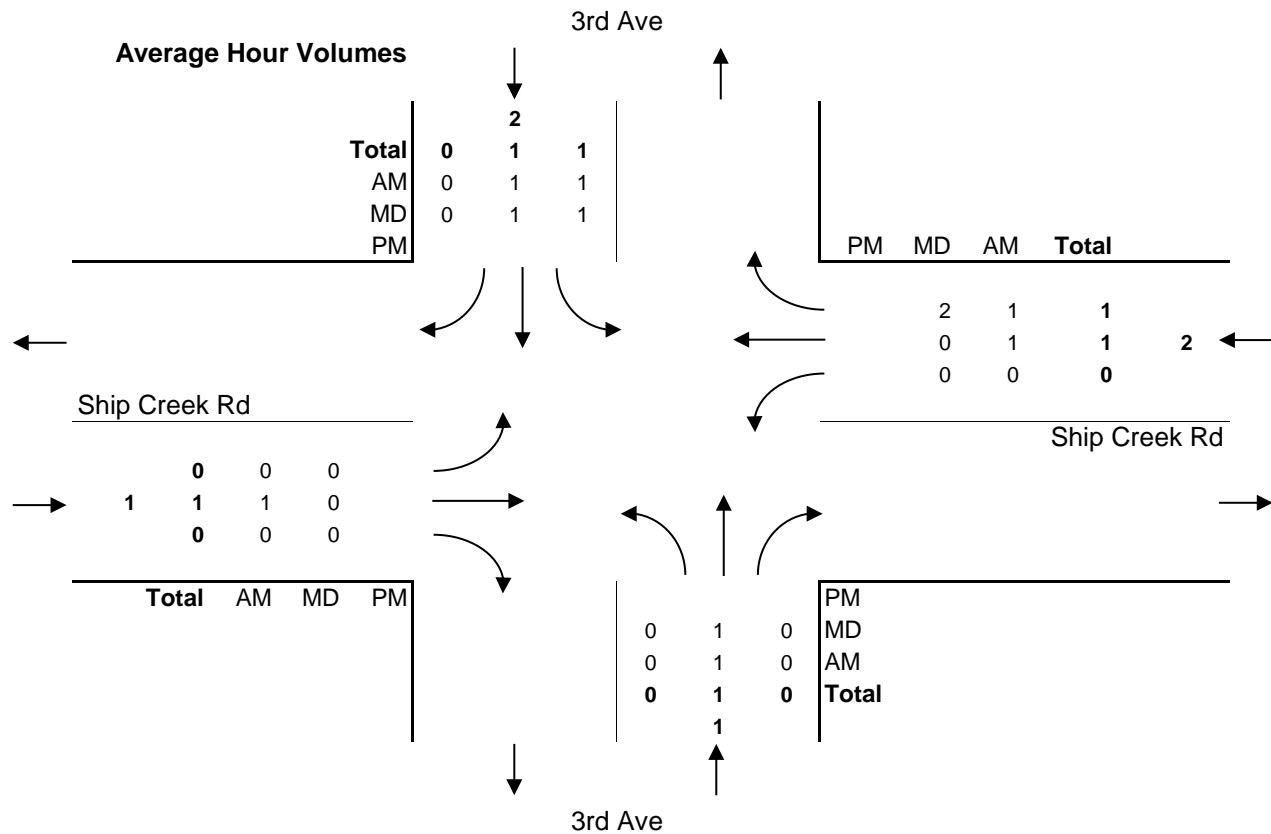 3rd Ave
Average Hour Volumes
2
Total 0 1 1
AM 0 1 1
MD 0 1 1
PM
PM MD AM Total
2 1 1
0 1 1 2
0 0 0
Ship Creek Rd
Ship Creek Rd
0 0 0
1 1 1 0
0 0 0
Total AM MD PM
PM
0 1 0 MD
0 1 0 AM
0 1 0 Total
1
3rd Ave